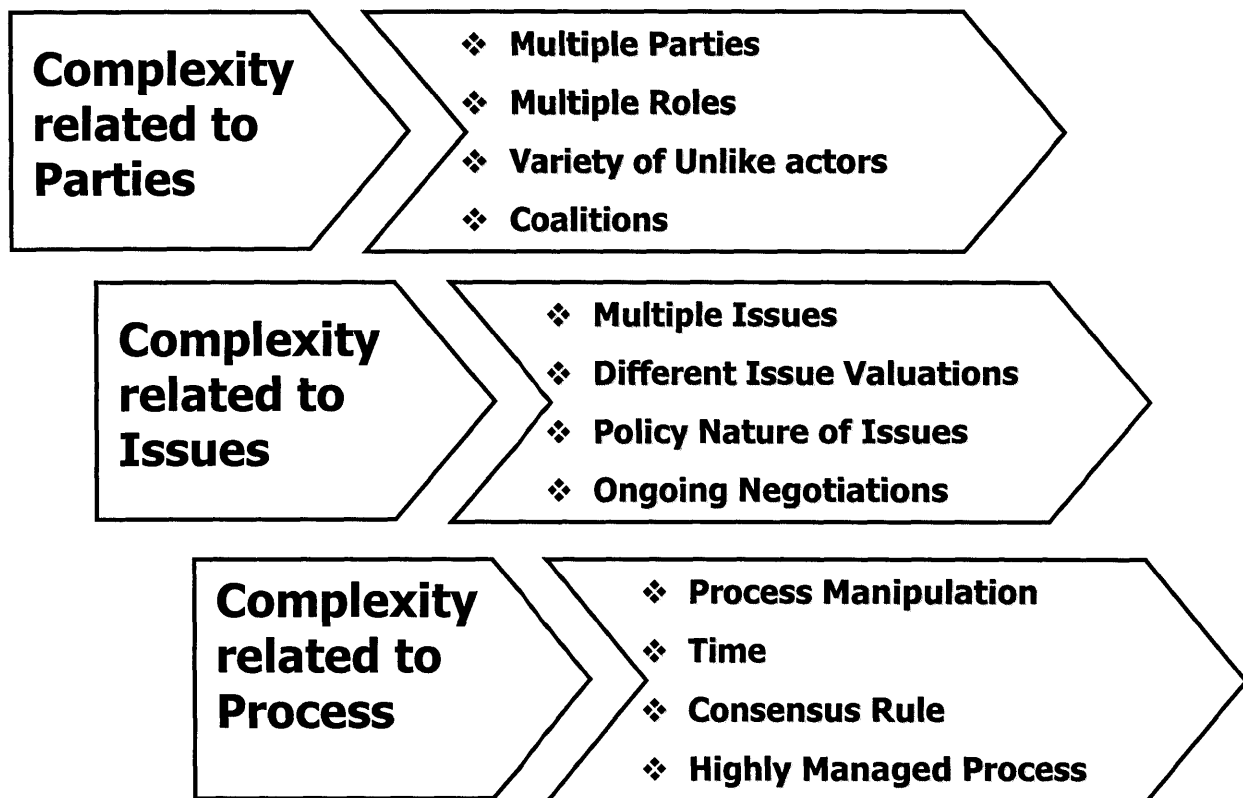 Complexity
related to
Parties
❖ Multiple Parties
❖ Multiple Roles
❖ Variety of Unlike actors
❖ Coalitions
Complexity
related to
Issues
❖ Multiple Issues
❖ Different Issue Valuations
❖ Policy Nature of Issues
❖ Ongoing Negotiations
Complexity
related to
Process
❖ Process Manipulation
❖ Time
❖ Consensus Rule
❖ Highly Managed Process